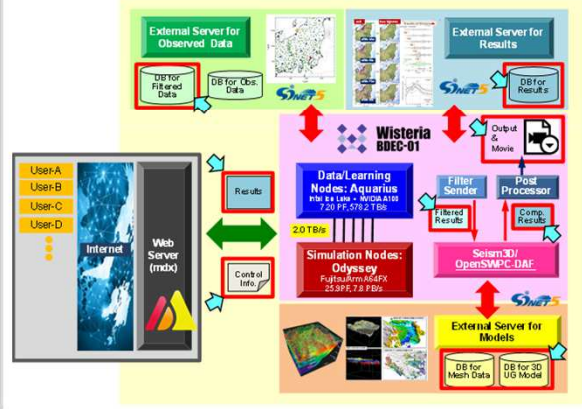 External Server for
Observed Data
DB for
Filtered
Data
DB for Obs.
Data
SINET5
External Server for
Results
DB for
Results
SINET5
Wisteria
BDEC-01
Output
&
Movie
User-A
User-B
User-C
User-D
Internet
Web
Server
(mdx)
Results
Control
Info.
Data/Learning
Nodes: Aquarius
Intel Ice Lake + NVIDIA A100
7.20 PF, 578.2 TB/s
2.0 TB/s
Simulation Nodes:
Odyssey
Fujitsu/Arm A64FX
25.9PF, 7.8 PB/s
Filter
Sender
Post
Processor
Filtered
Results
Comp.
Results
Seism3D/
OpenSWPC-DAF
SINET5
External Server for
Models
DB for
Mesh Data
DB for 3D
UG Model